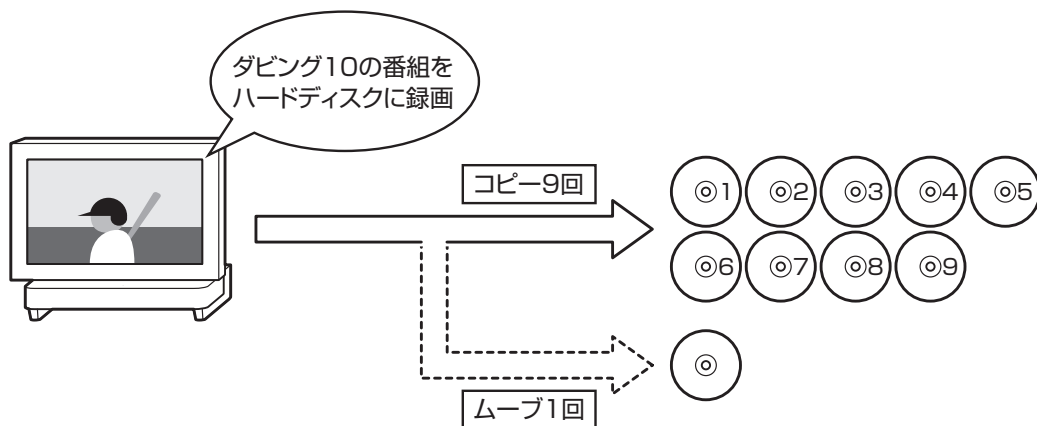 ダビング10の番組を
ハードディスクに録画
コピー9回
1 2 3 4 5
6 7 8 9
ムーブ1回